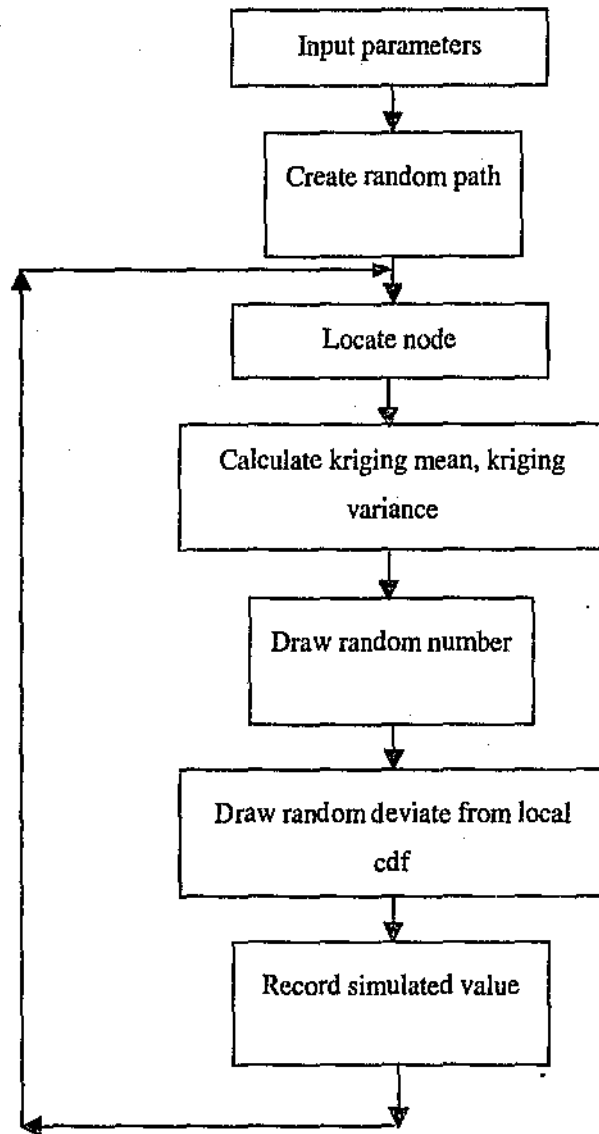 Input parameters
Create random path
Locate node
Calculate kriging mean, kriging
variance
Draw random number
Draw random deviate from local
cdf
Record simulated value